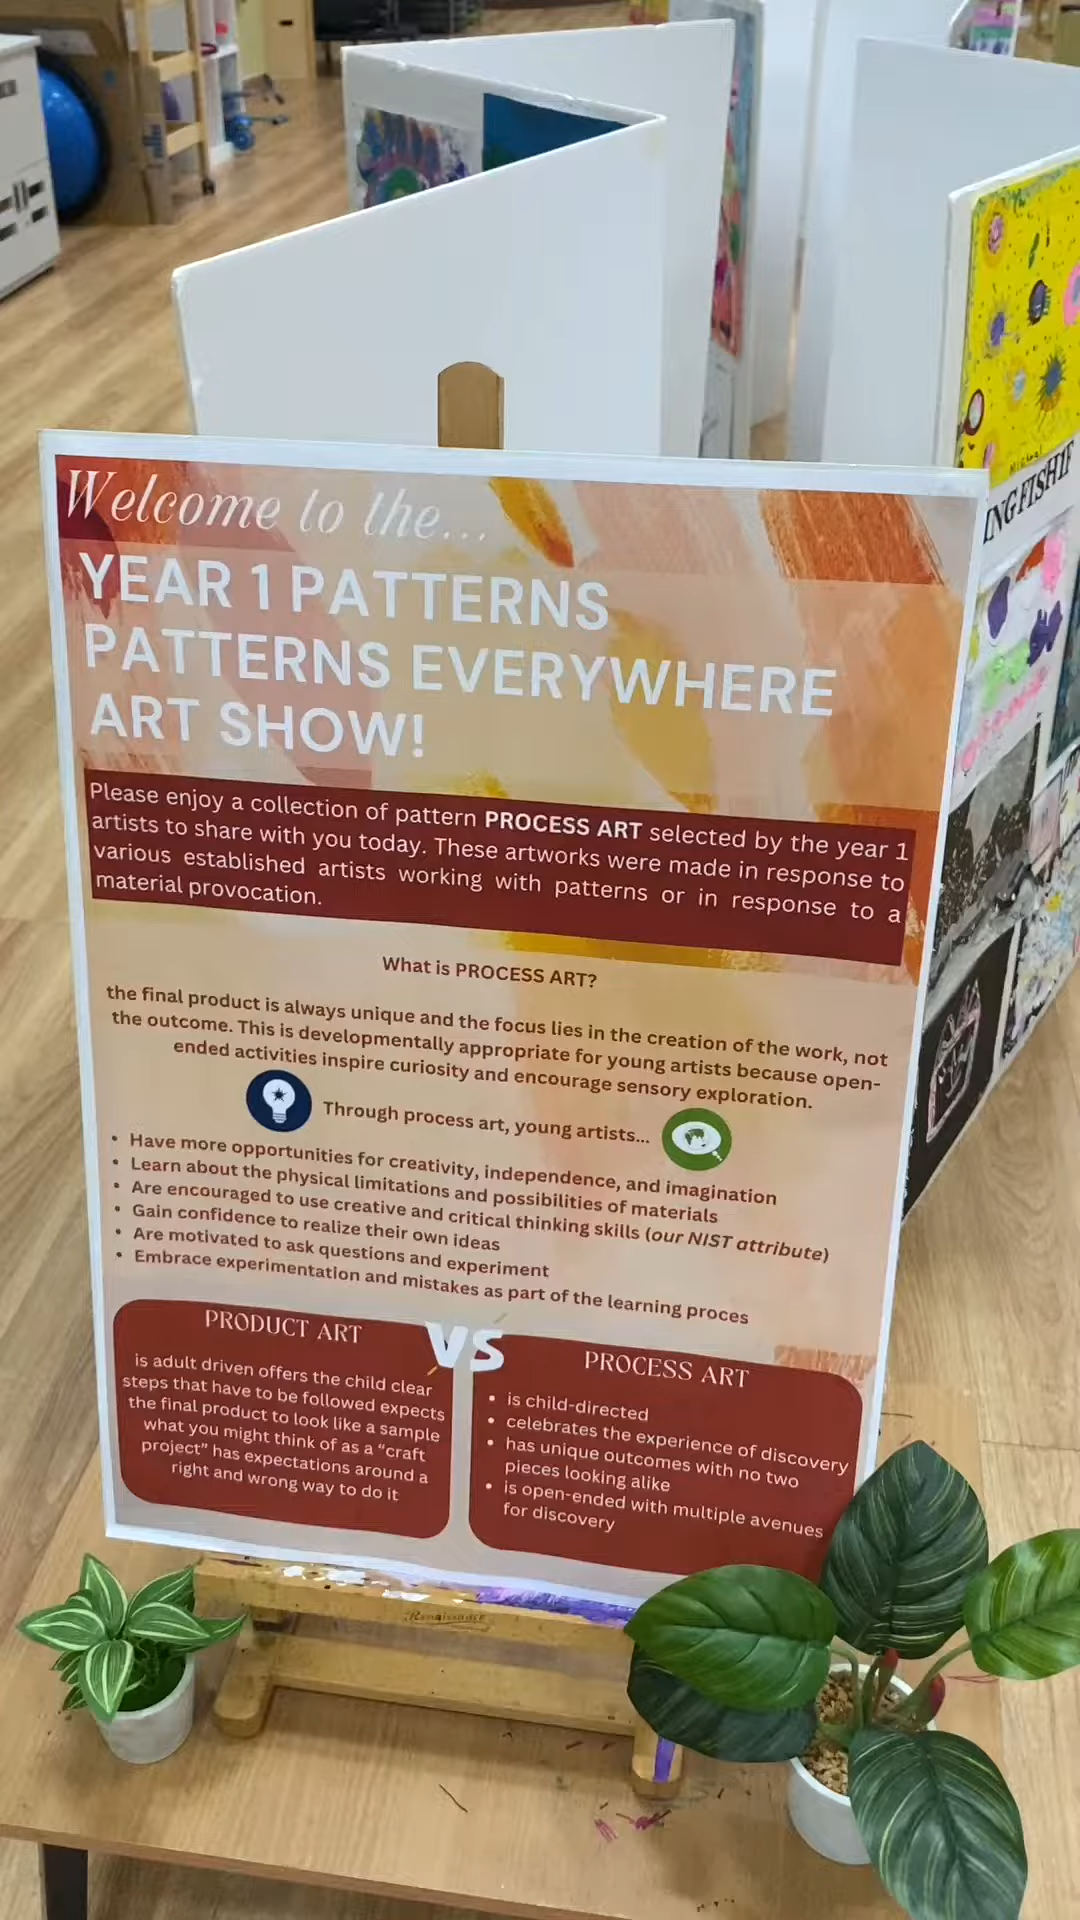 Welcome to the...
YEAR 1 PATTERNS
PATTERNS EVERYWHERE
ART SHOW!
Please enjoy a collection of pattern PROCESS ART selected by the year 1
artists to share with you today. These artworks were made in response to
various established artists working with patterns or in response to a
material provocation.
What is PROCESS ART?
the final product is always unique and the focus lies in the creation of the work, not
the outcome. This is developmentally appropriate for young artists because open-
ended activities inspire curiosity and encourage sensory exploration.
Through process art, young artists...
• Have more opportunities for creativity, independence, and imagination
• Learn about the physical limitations and possibilities of materials
• Are encouraged to use creative and critical thinking skills (our NIST attribute)
• Gain confidence to realize their own ideas
• Are motivated to ask questions and experiment
• Embrace experimentation and mistakes as part of the learning proces
PRODUCT ART
is adult driven offers the child clear
steps that have to be followed expects
the final product to look like a sample
what you might think of as a “craft
project” has expectations around a
right and wrong way to do it
VS
PROCESS ART
• is child-directed
• celebrates the experience of discovery
• has unique outcomes with no two
pieces looking alike
• is open-ended with multiple avenues
for discovery
Renaissance